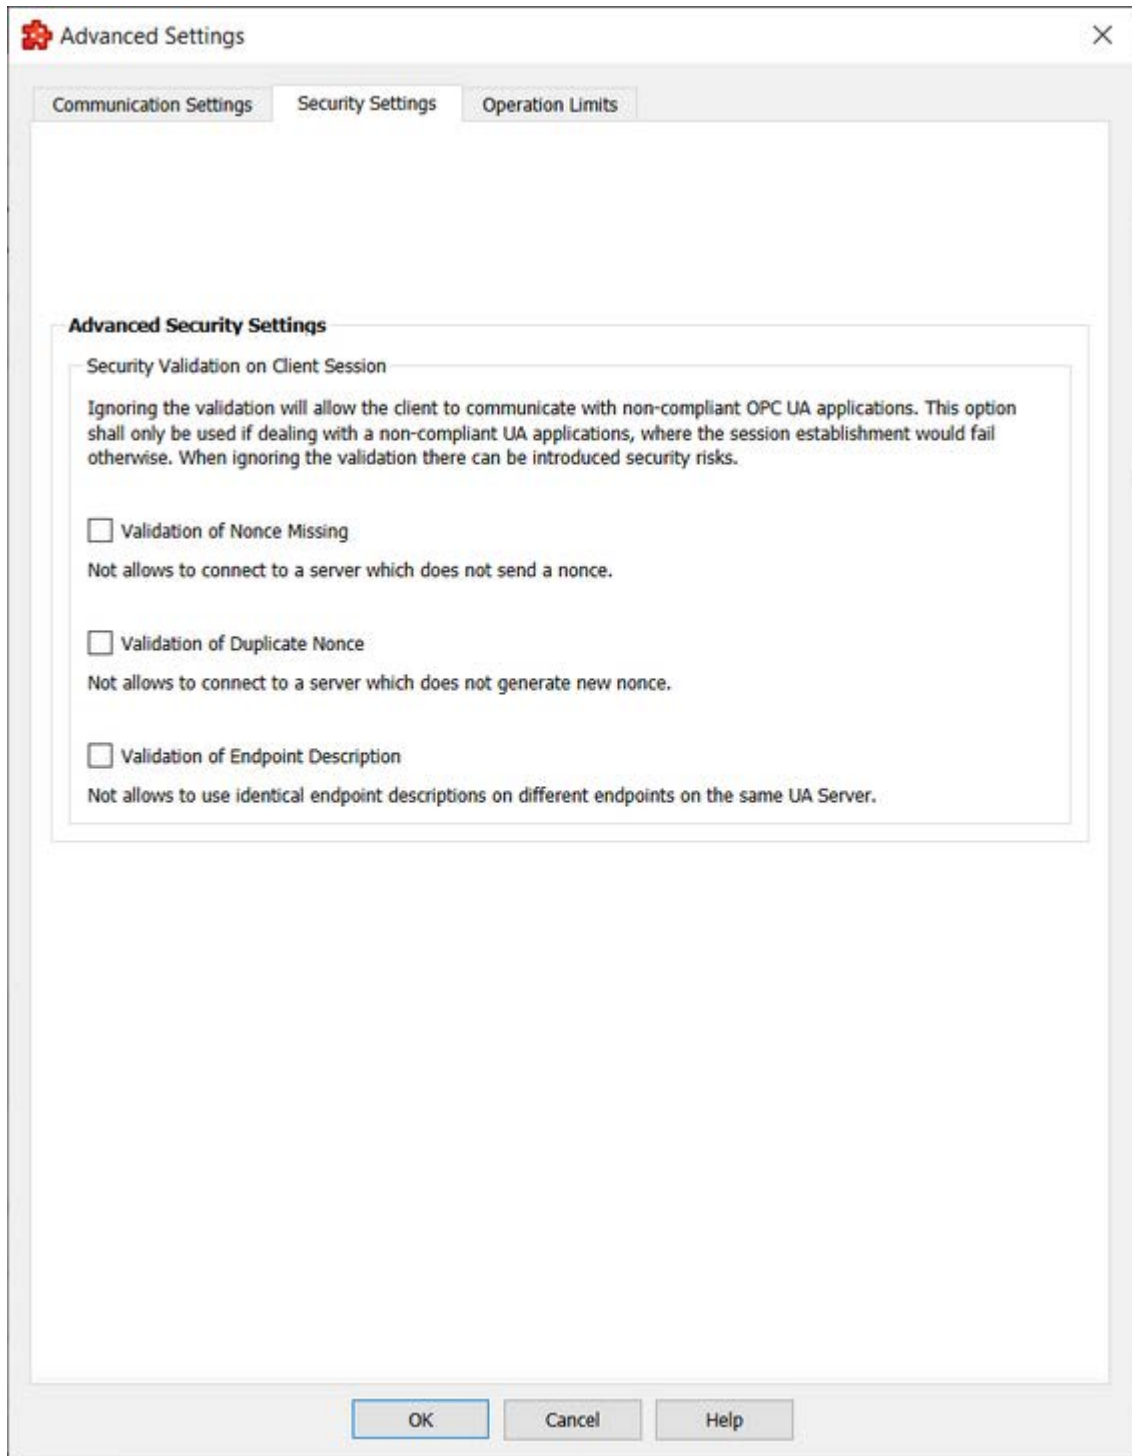 Advanced Settings
Communication Settings
Security Settings
Operation Limits
Advanced Security Settings
Security Validation on Client Session
Ignoring the validation will allow the client to communicate with non-compliant OPC UA applications. This option
shall only be used if dealing with a non-compliant UA applications, where the session establishment would fail
otherwise. When ignoring the validation there can be introduced security risks.
Validation of Nonce Missing
Not allows to connect to a server which does not send a nonce.
Validation of Duplicate Nonce
Not allows to connect to a server which does not generate new nonce.
Validation of Endpoint Description
Not allows to use identical endpoint descriptions on different endpoints on the same UA Server.
OK
Cancel
Help